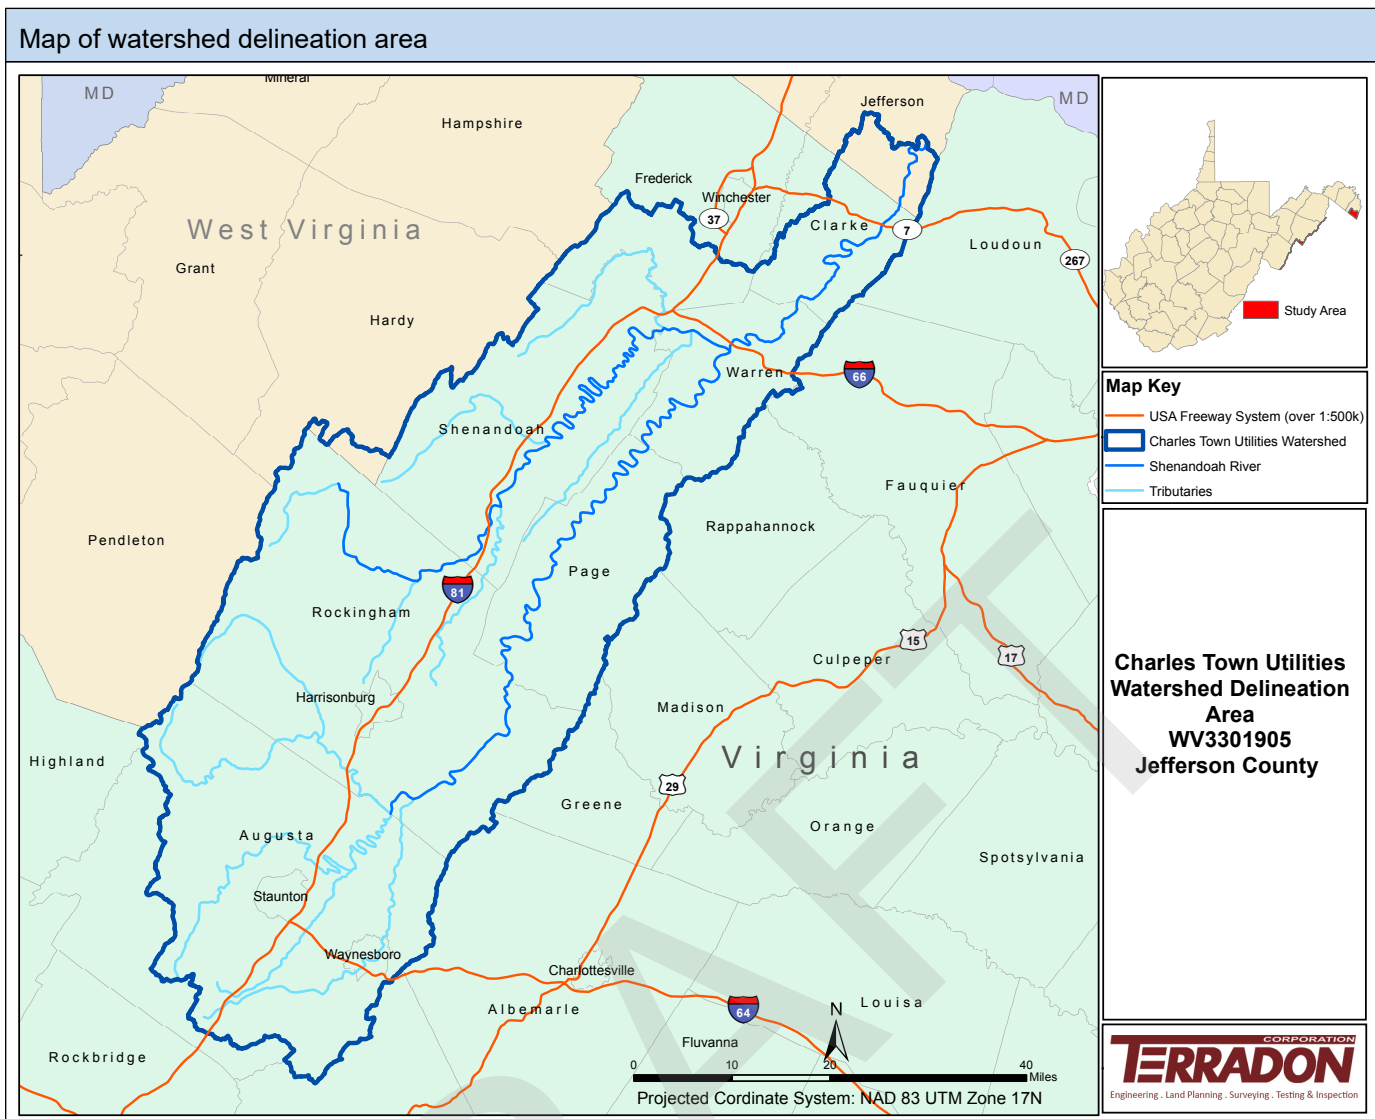 Map of watershed delineation area
MD
Mineral
Hampshire
Jefferson
MD
Frederick
Winchester
37
Clarke
7
Loudoun
267
West Virginia
Grant
Hardy
Warren
66
Shenandoah
Fauquier
Rappahannock
Pendleton
Page
81
Rockingham
15
17
Culpeper
Harrisonburg
Madison
Virginia
Highland
29
Greene
Augusta
Orange
Spotsylvania
Staunton
Waynesboro
Charlottesville
Albemarle
64
Louisa
N
Fluvanna
Rockbridge
0 10 20 40
Miles
Projected Cordinate System: NAD 83 UTM Zone 17N
DRAFT
Study Area
Map Key
USA Freeway System (over 1:500k)
Charles Town Utilities Watershed
Shenandoah River
Tributaries
Charles Town Utilities
Watershed Delineation
Area
WV3301905
Jefferson County
TERRADON
CORPORATION
Engineering . Land Planning . Surveying . Testing & Inspection